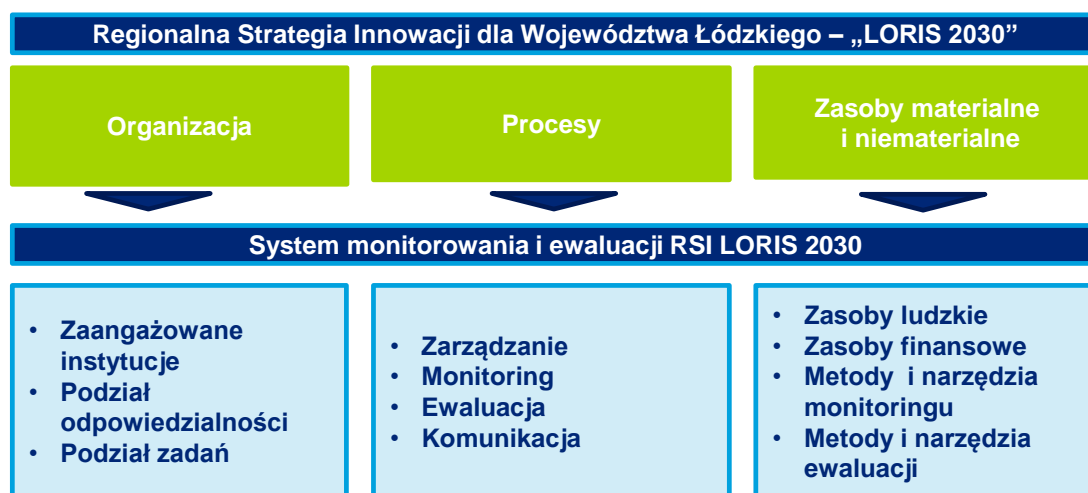 Regionalna Strategia Innowacji dla Województwa Łódzkiego – „LORIS 2030”
Organizacja
Procesy
Zasoby materialne
i niematerialne
System monitorowania i ewaluacji RSI LORIS 2030
• Zaangażowane
instytucje
• Podział
odpowiedzialności
• Podział zadań
• Zarządzanie
• Monitoring
• Ewaluacja
• Komunikacja
• Zasoby ludzkie
• Zasoby finansowe
• Metody i narzędzia
monitoringu
• Metody i narzędzia
ewaluacji